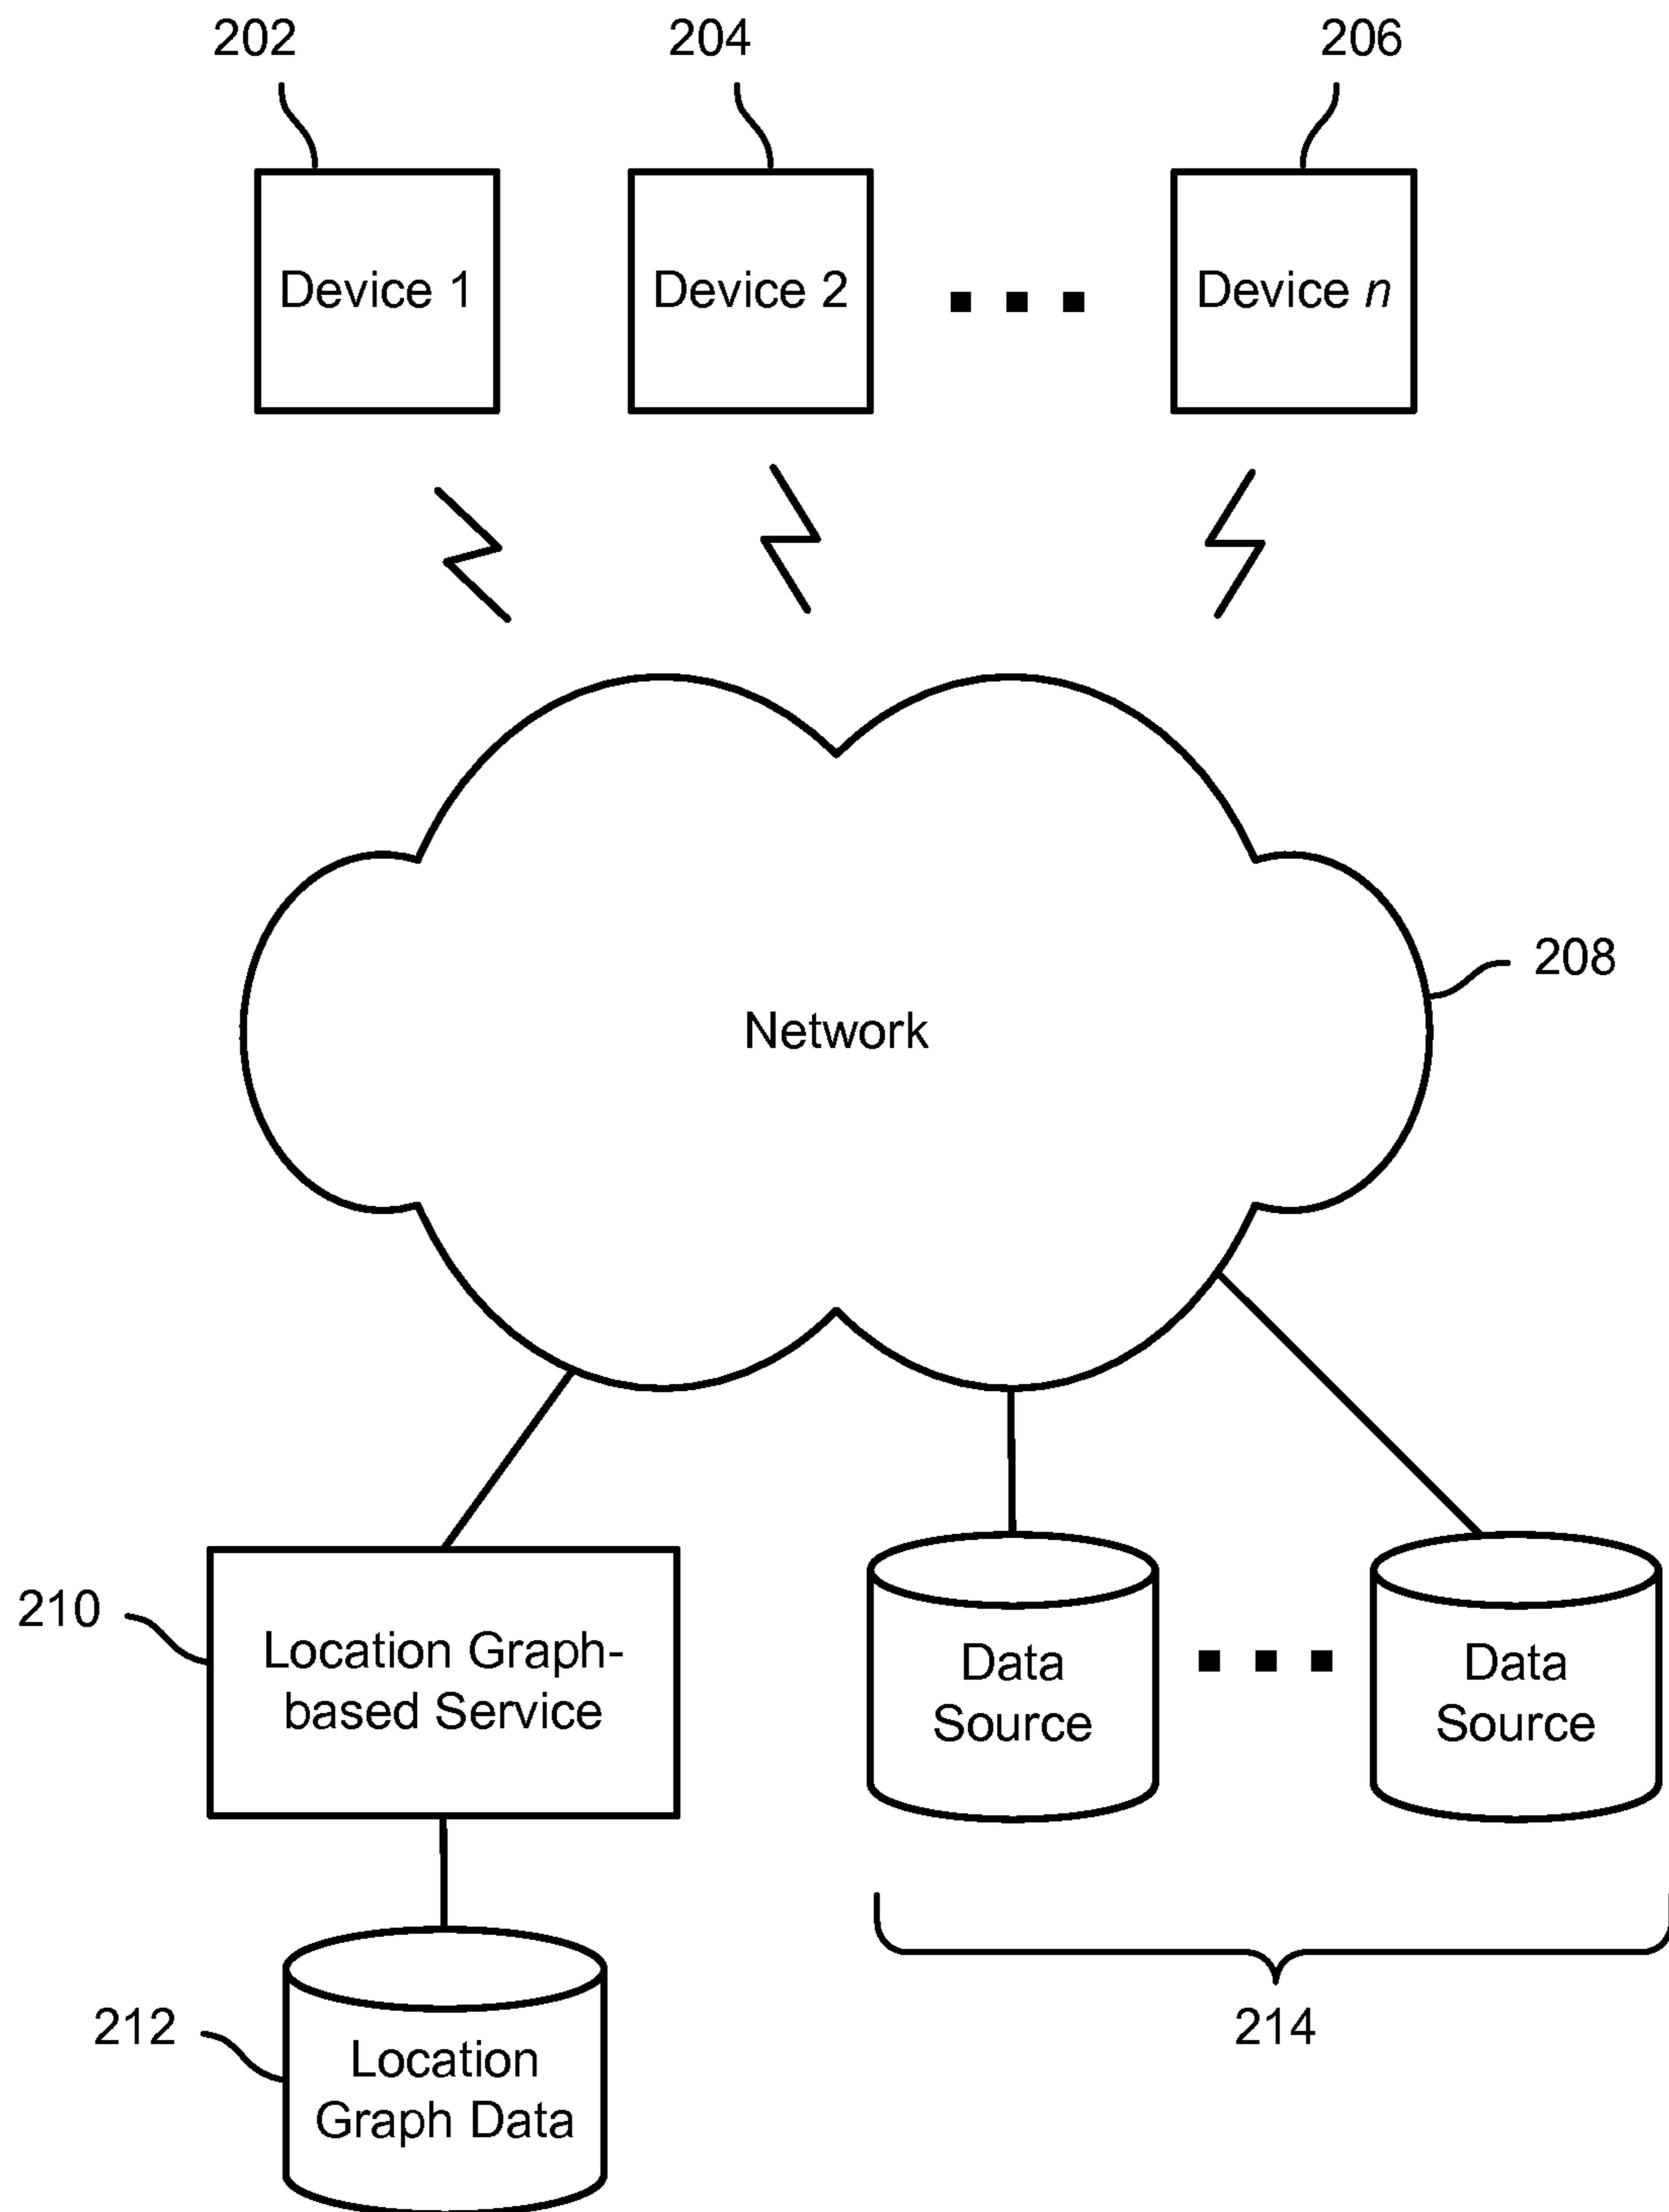 202
204
206
Device 1
Device 2
Device n
208
Network
210
Location Graph-
based Service
Data
Source
Data
Source
212
Location
Graph Data
214